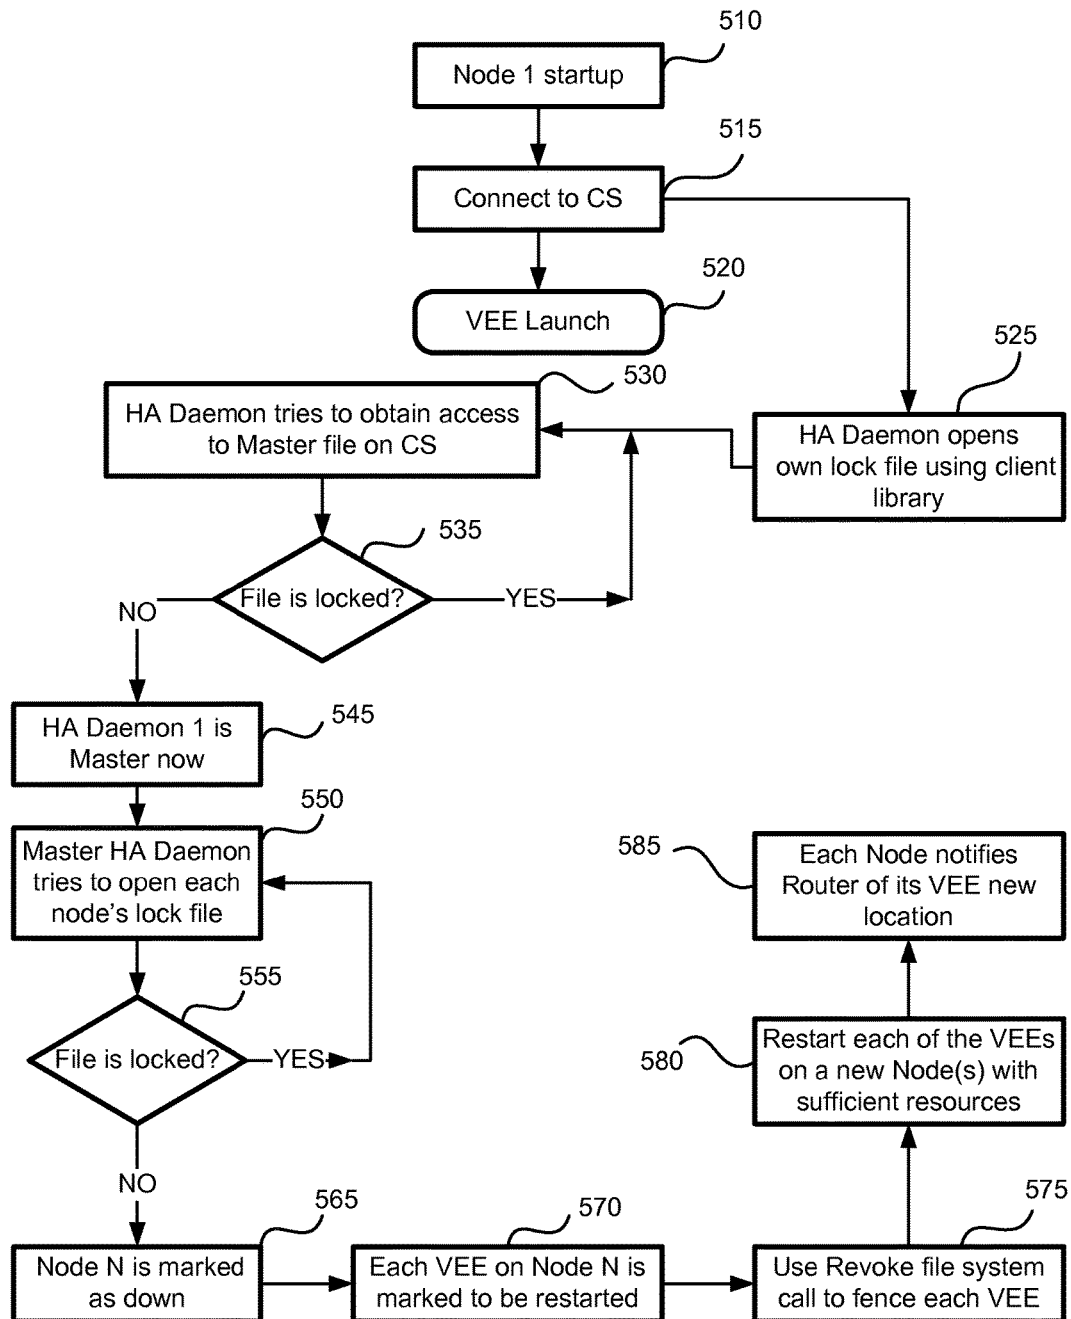 510
Node 1 startup
515
Connect to CS
520
VEE Launch
525
HA Daemon opens
own lock file using client
library
530
HA Daemon tries to obtain access
to Master file on CS
535
File is locked?
YES
NO
545
HA Daemon 1 is
Master now
550
Master HA Daemon
tries to open each
node's lock file
555
File is locked?
YES
NO
565
Node N is marked
as down
570
Each VEE on Node N is
marked to be restarted
575
Use Revoke file system
call to fence each VEE
580
Restart each of the VEEs
on a new Node(s) with
sufficient resources
585
Each Node notifies
Router of its VEE new
location